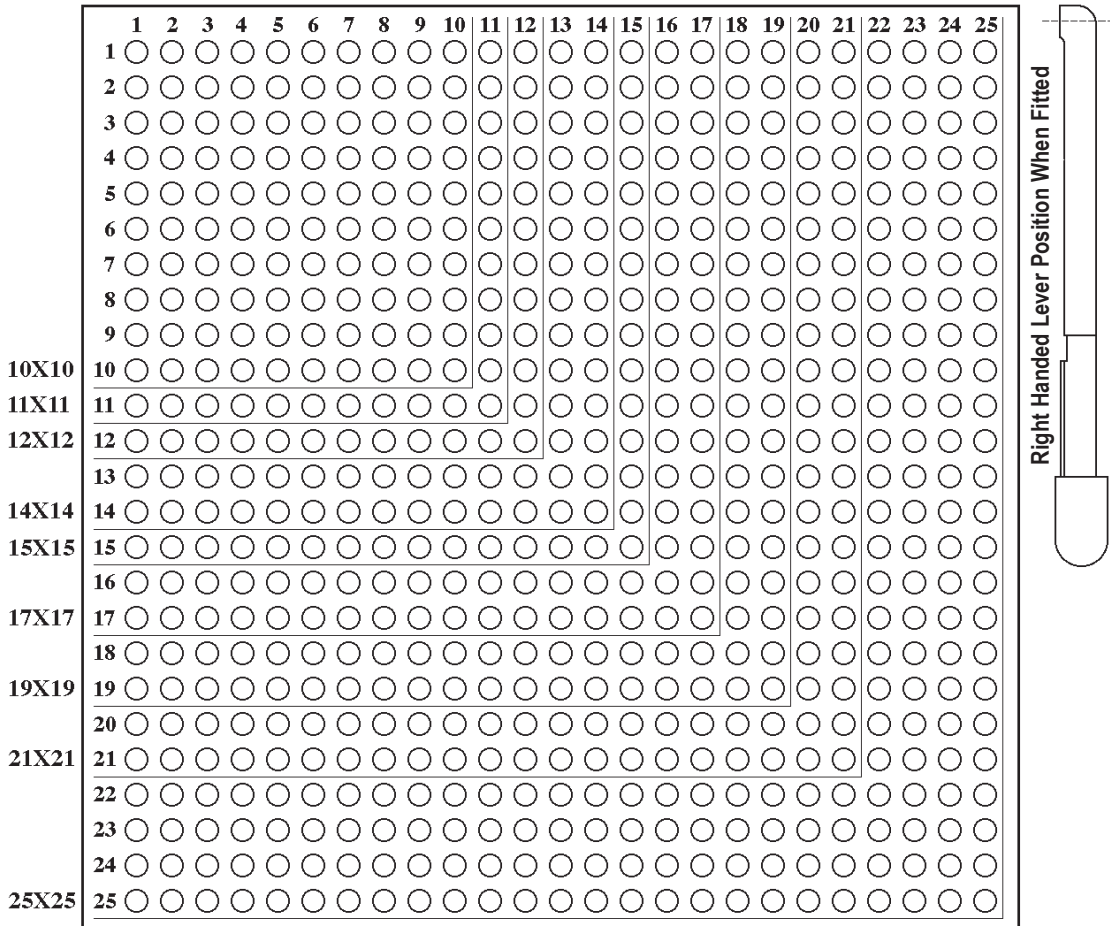 1 2 3 4 5 6 7 8 9 10 11 12 13 14 15 16 17 18 19 20 21 22 23 24 25
1
2
3
4
5
6
7
8
9
10X10 10
11X11 11
12X12 12
13
14X14 14
15X15 15
16
17X17 17
18
19X19 19
20
21X21 21
22
23
24
25X25 25
Right Handed Lever Position When Fitted